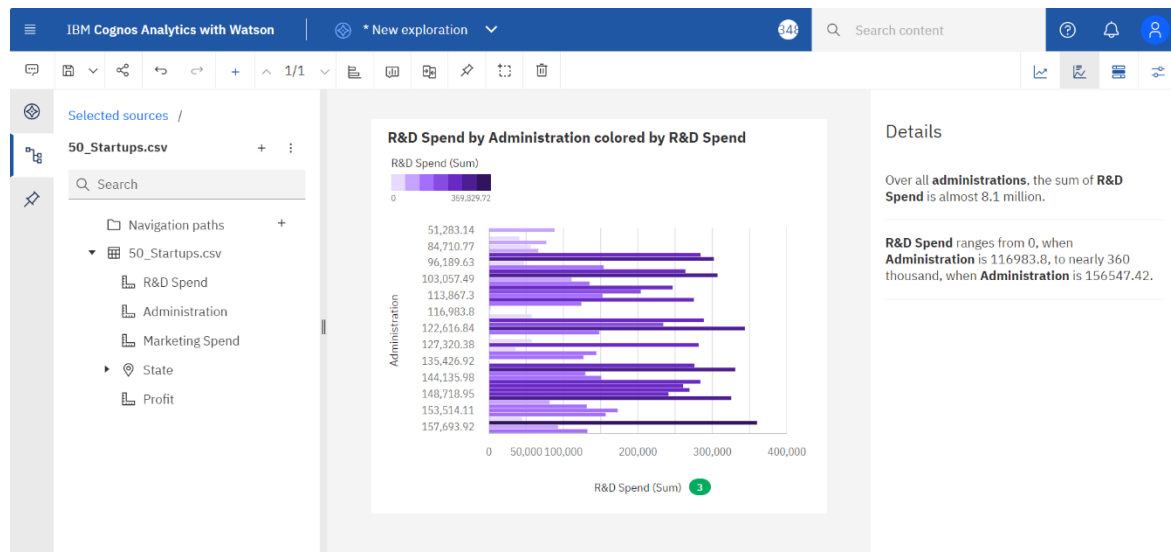 IBM Cognos Analytics with Watson
* New exploration
Search content
1/1
Selected sources /
50_Startups.csv
Search
Navigation paths
50_Startups.csv
R&D Spend
Administration
Marketing Spend
State
Profit
R&D Spend by Administration colored by R&D Spend
R&D Spend (Sum)
0
359,829.72
51,283.14
84,710.77
96,189.63
103,057.49
113,867.3
116,983.8
122,616.84
127,320.38
135,426.92
144,135.98
148,718.95
153,514.11
157,693.92
Administration
0 50,000 100,000 200,000 300,000 400,000
R&D Spend (Sum) 3
Details
Over all administrations, the sum of R&D
Spend is almost 8.1 million.
R&D Spend ranges from 0, when
Administration is 116983.8, to nearly 360
thousand, when Administration is 156547.42.